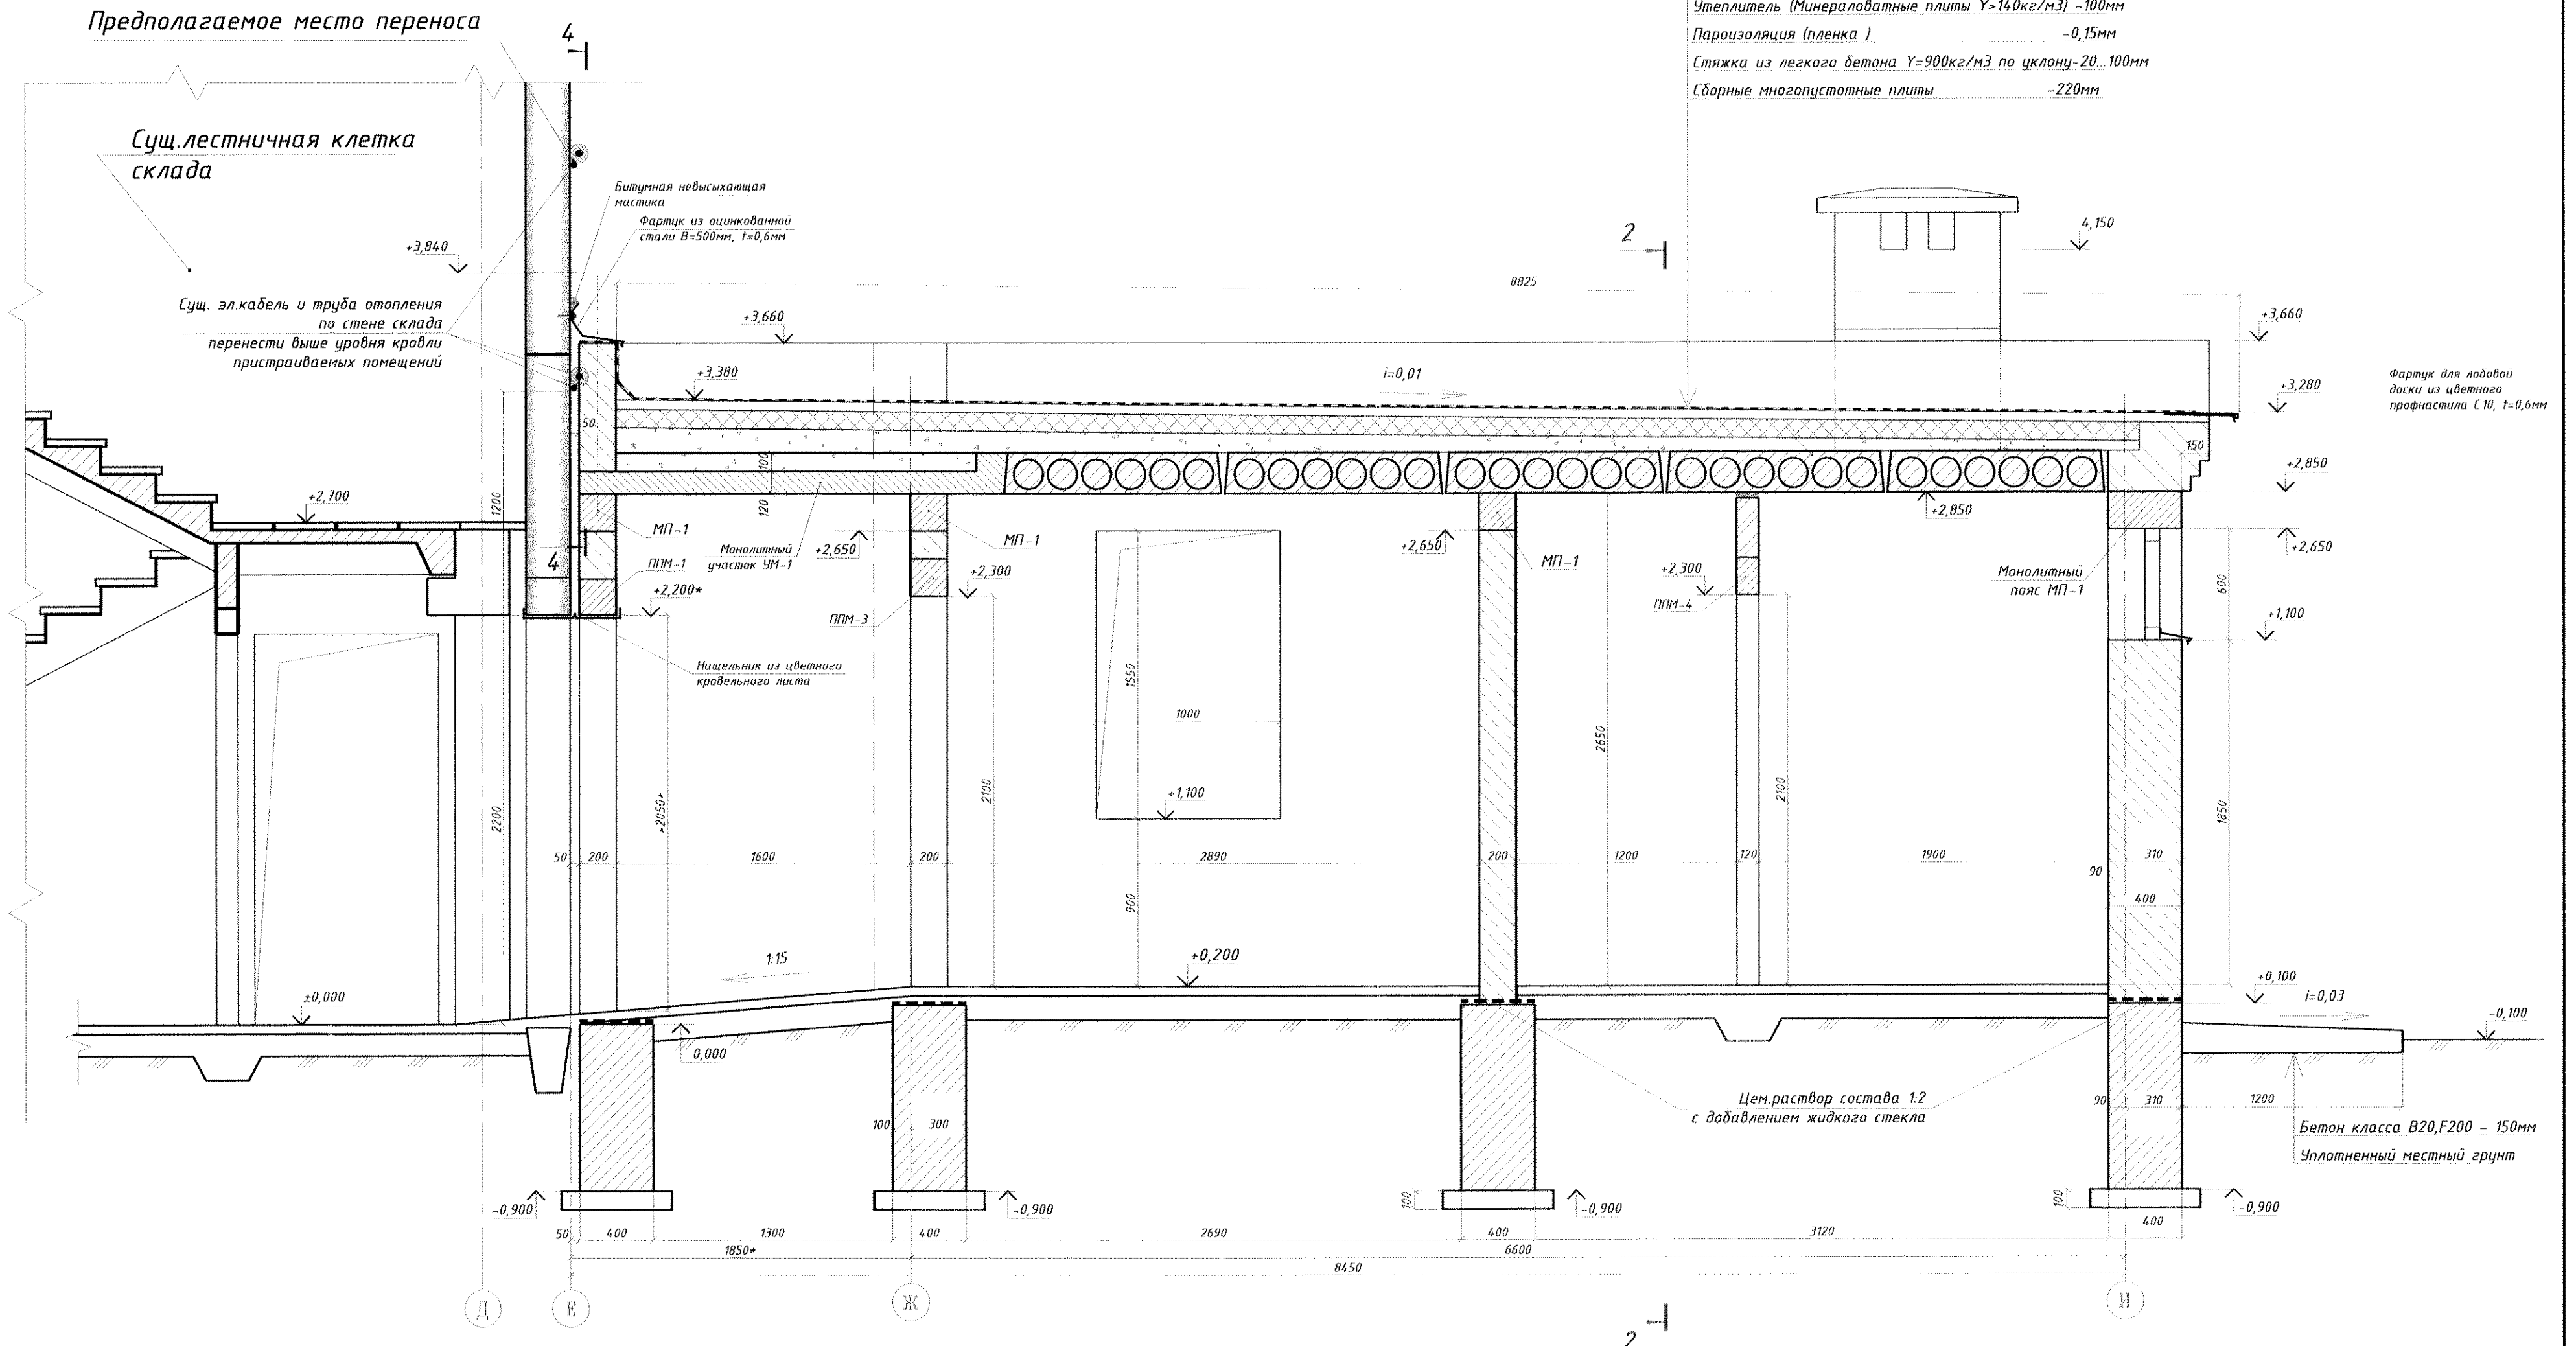 Предполагаемое место переноса
4
Утеплитель (Минераловатные плиты Y>140кг/м3) -100мм
Пароизоляция (пленка ) -0,15мм
Стяжка из легкого бетона Y=900кг/м3 по уклону-20...100мм
Сборные многопустотные плиты -220мм
Сущ.лестничная клетка
склада
Битумная невысыхающая
мастика
Фартук из оцинкованной
стали В=500мм, t=0,6мм
+3,840
2
4,150
8825
Сущ. эл.кабель и труба отопления
по стене склада
перенести выше уровня кровли
пристраиваемых помещений
+3,660
+3,660
+3,380
i=0,01
+3,280
Фартук для лобовой
доски из цветного
профнастила С10, t=0,6мм
50
150
100
120
1200
+2,700
+2,850
+2,850
МП-1
Монолитный
участок УМ-1
+2,650
МП-1
+2,650
МП-1
+2,650
4
ППМ-1
+2,200*
+2,300
ППМ-3
+2,300
ППМ-4
Монолитный
пояс МП-1
600
+1,100
Нащельник из цветного
кровельного листа
1550
1000
2650
2100
2100
+1,100
1850
2200
>2050*
50
200
1600
200
2890
200
1200
120
1900
310
90
400
900
1:15
+0,200
±0,000
+0,100
i=0,03
-0,100
0,000
Цем.раствор состава 1:2
с добавлением жидкого стекла
100
300
90
310
1200
Бетон класса В20,F200 - 150мм
Уплотненный местный грунт
-0,900
-0,900
100
-0,900
100
-0,900
50
400
1300
400
2690
400
3120
400
1850*
6600
8450
Д
Е
Ж
И
2